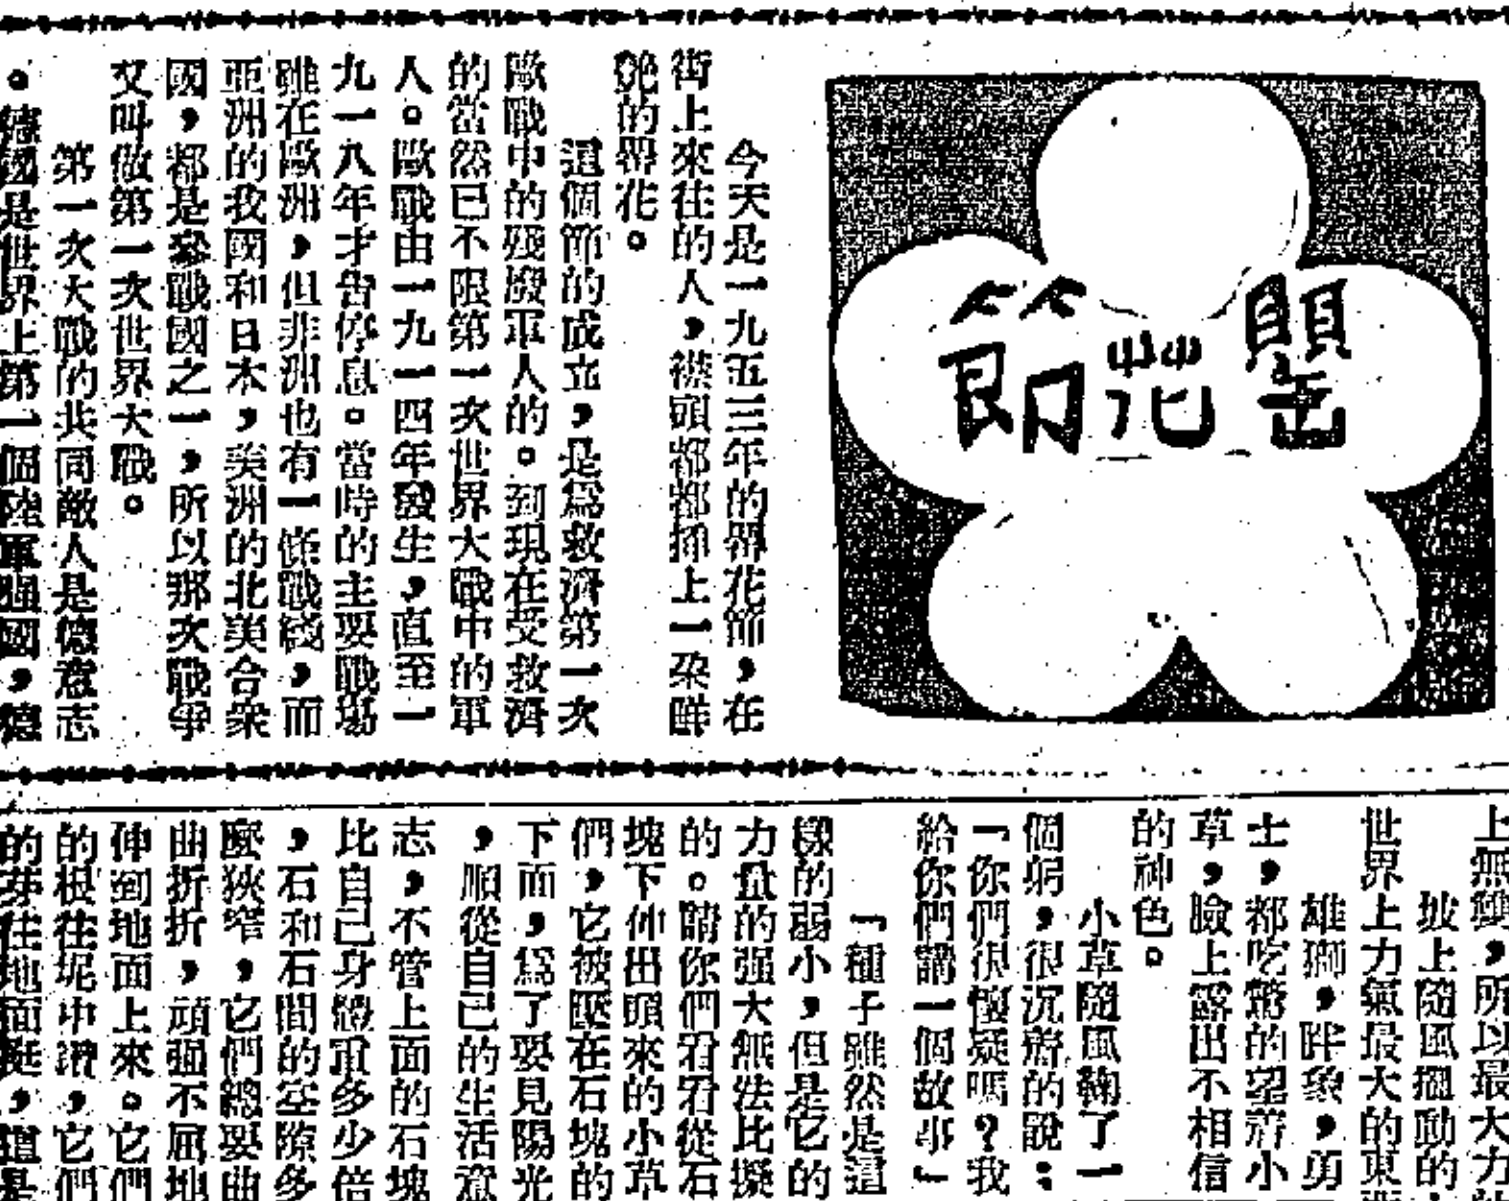 罌花節
今天是一九五三年的罌花節，在
街上來往的人，襟頭都都插上一朶鮮
艶的罌花。
這個節的成立，是爲救濟第一次
歐戰中的殘廢軍人的。到現在受救濟
的當然已不限第一次世界大戰中的軍
人。歐戰由一九一四年發生，直至一
九一八年才告停息。當時的主要戰場
雖在歐洲，但非洲也有一條戰綫，而
亞洲的我國和日本，美洲的北美合衆
國，都是參戰國之一，所以那次戰爭
又叫做第一次世界大戰。
第一次大戰的共同敵人是德意志
。德國是世界上第一個陸軍强國，德
上無雙，所以最大力
坡上隨風搖動的
世界上力氣最大的東
雄獅，胖象，勇
士，都吃驚的望着小
草，臉上露出不相信
的神色。
小草隨風鞠了一
個躬，很沉着的說：
「你們很懷疑嗎？我
給你們講一個故事」
「種子雖然是這
樣的弱小，但是它的
力量的强大無法比擬
的。請你們看看從石
塊下伸出頭來的小草
們，它被壓在石塊的
下面，爲了要見陽光
，順從自己的生活意
志，不管上面的石塊
比自己身體重多少倍
，石和石間的空隙多
麼狹窄，它們總要曲
曲折折，頑强不屈地
伸到地面上來。它們
的根往坭中鑽，它們
的芽往地面挺，這是